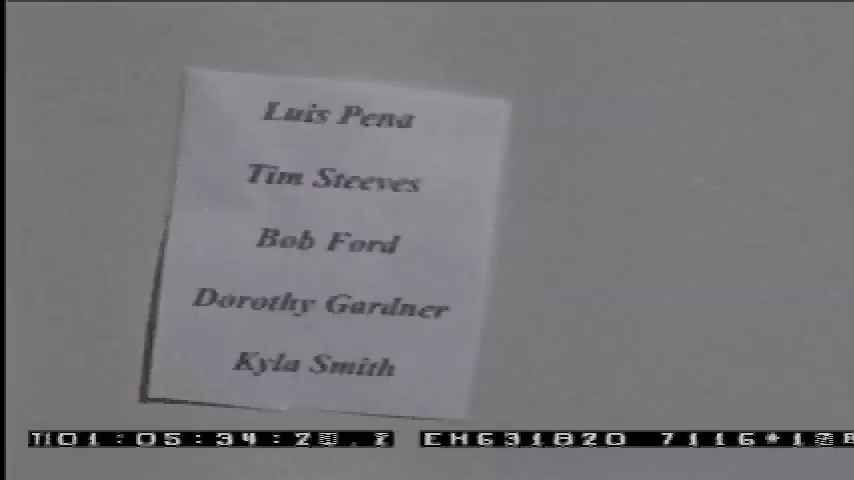 Luis Pena
Tim Steeves
Bob Ford
Dorothy Gardner
Kyla Smith